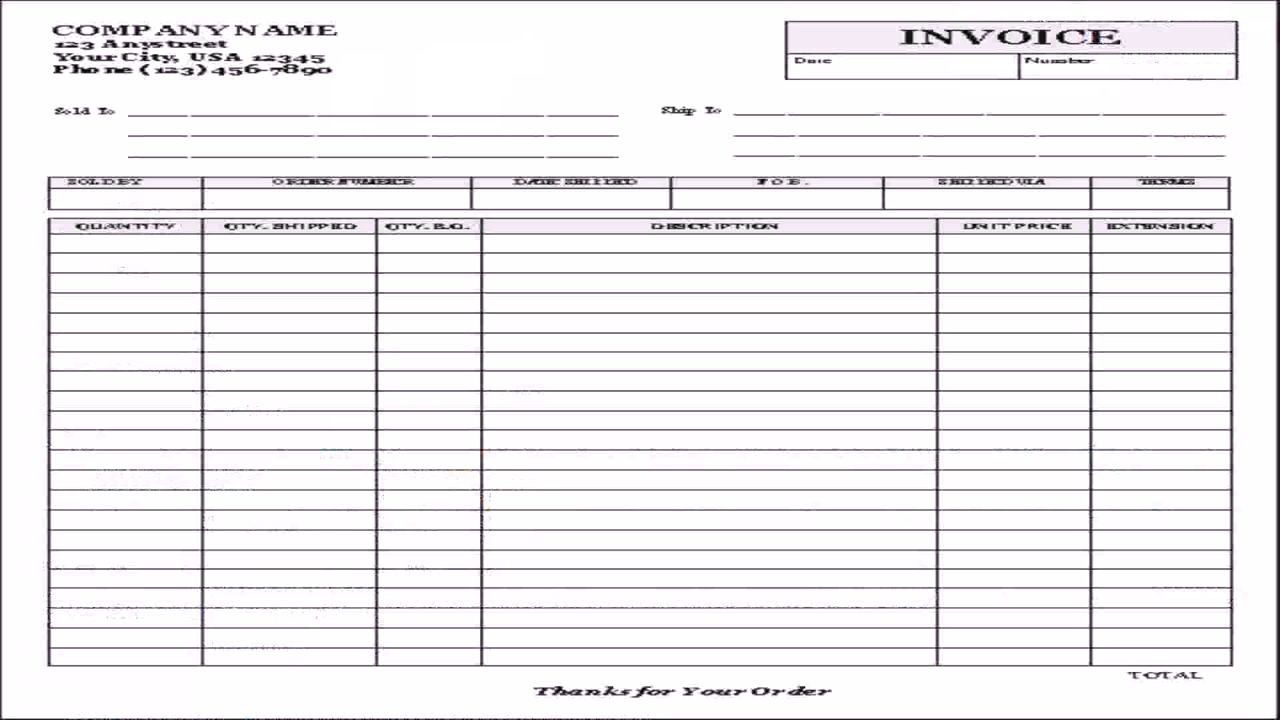 COMPANY NAME
123 Anystreet
Your City, USA 12345
Phone (123) 456-7890
INVOICE
Date Number
Sold To Ship To
SOLD BY ORDER NUMBER DATE SHIPPED F.O.B. SHIPPED VIA TERMS
QUANTITY QTY. SHIPPED QTY. B.O. DESCRIPTION UNIT PRICE EXTENSION
TOTAL
Thanks for Your Order